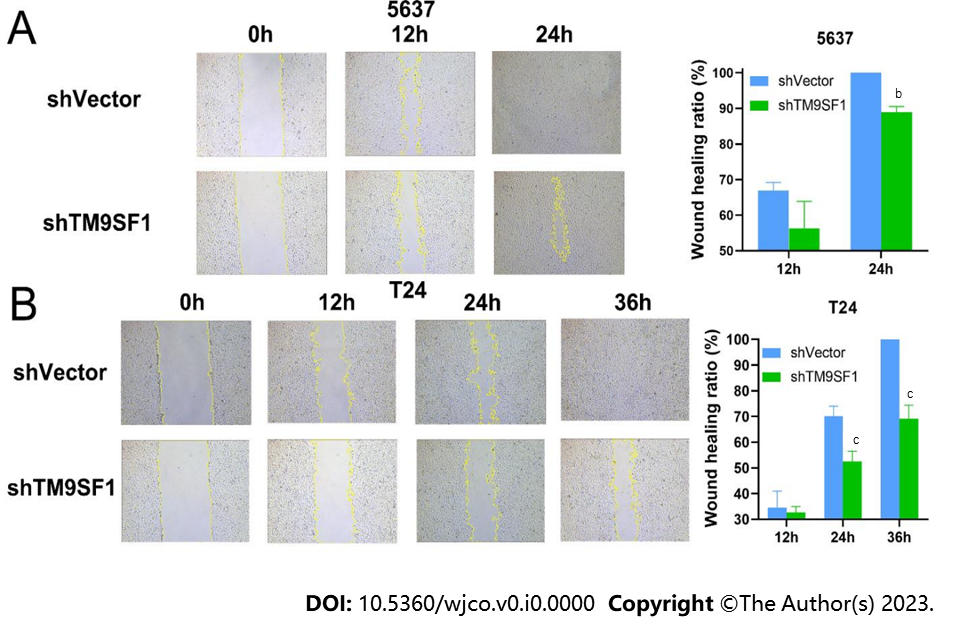 A
5637
0h 12h 24h
shVector
shTM9SF1
5637
Wound healing ratio (%)
100
90
80
70
60
50
shVector
shTM9SF1
b
12h 24h
B
T24
0h 12h 24h 36h
shVector
shTM9SF1
T24
Wound healing ratio (%)
100
90
80
70
60
50
40
30
shVector
shTM9SF1
c
c
12h 24h 36h
DOI: 10.5360/wjco.v0.i0.0000 Copyright ©The Author(s) 2023.